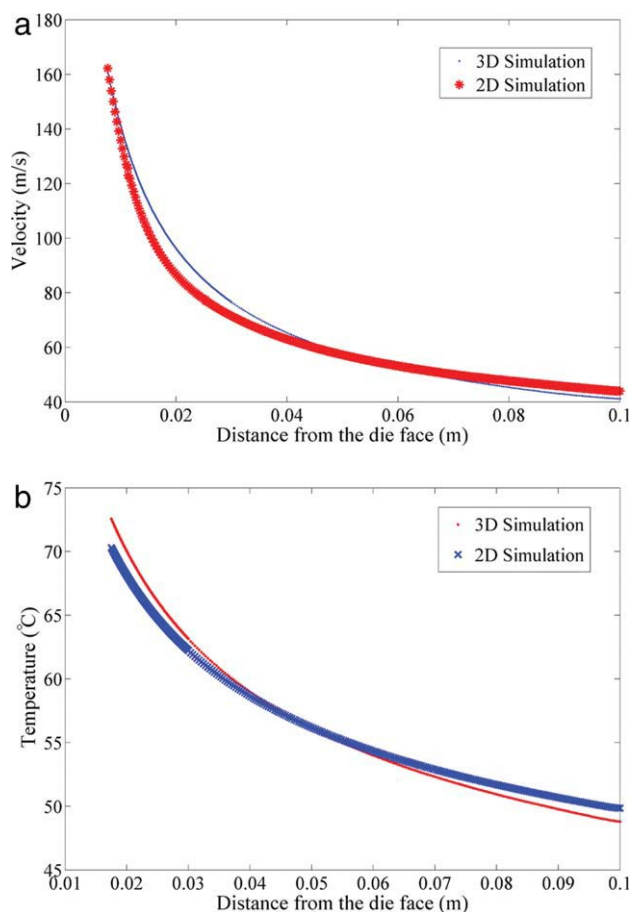 a
180
160
140
120
100
80
60
40
Velocity (m/s)
3D Simulation
2D Simulation
0 0.02 0.04 0.06 0.08 0.1
Distance from the die face (m)
b
75
70
65
60
55
50
45
Temperature (°C)
3D Simulation
2D Simulation
0.01 0.02 0.03 0.04 0.05 0.06 0.07 0.08 0.09 0.1
Distance from the die face (m)